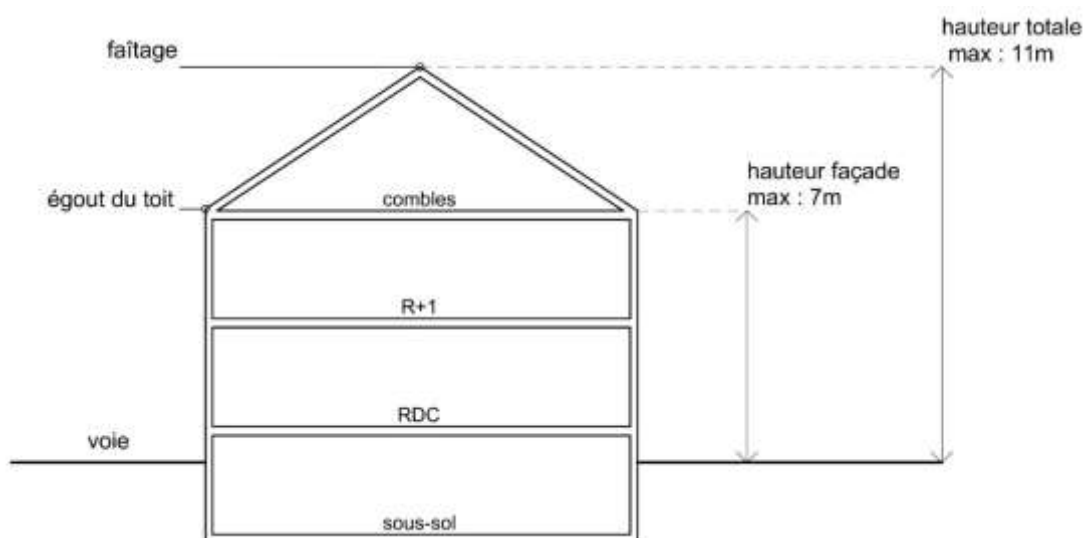 hauteur totale
max : 11m
faîtage
hauteur façade
max : 7m
égout du toit
combles
R+1
RDC
voie
sous-sol